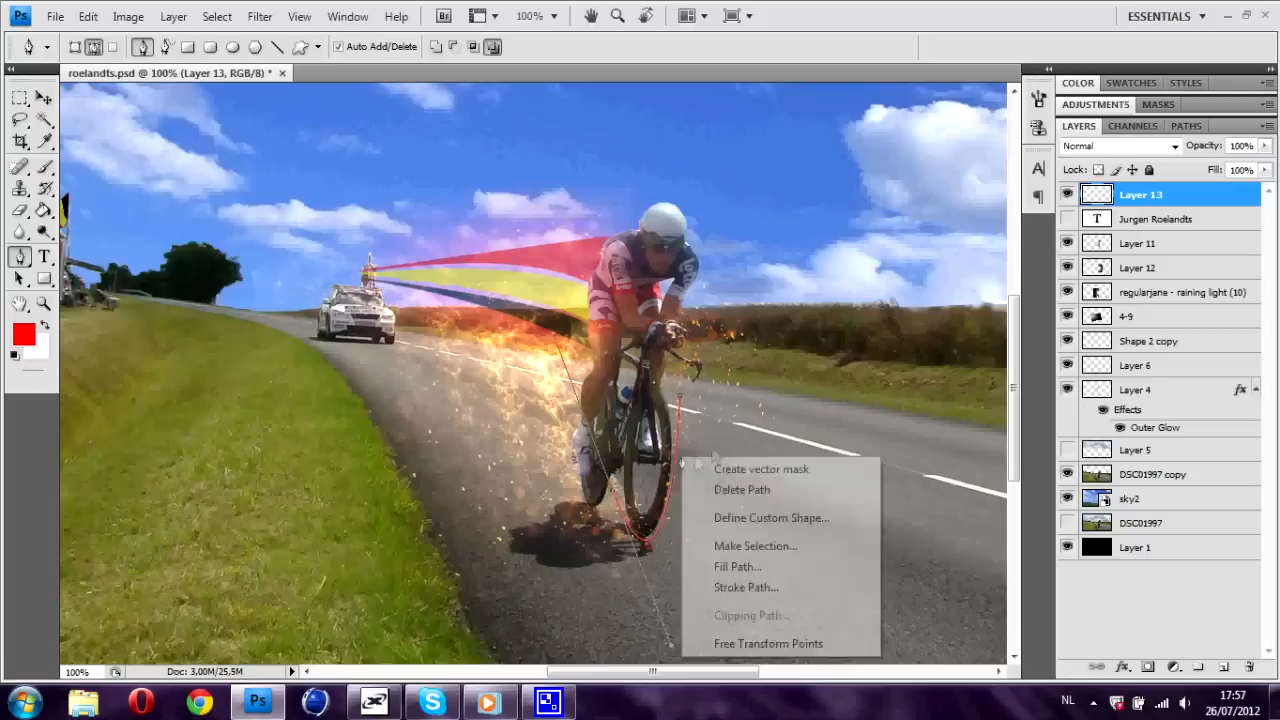 Ps File Edit Image Layer Select Filter View Window Help Br 100% ESSENTIALS
Auto Add/Delete
roelandts.psd @ 100% (Layer 13, RGB/8) *
COLOR SWATCHES STYLES
ADJUSTMENTS MASKS
LAYERS CHANNELS PATHS
Normal Opacity: 100%
Lock: Fill: 100%
Layer 13
T Jurgen Roelandts
Layer 11
Layer 12
regularjane - raining light (10)
4-9
Shape 2 copy
Layer 6
Layer 4 fx
Effects
Outer Glow
Layer 5
DSC01997 copy
sky2
DSC01997
Layer 1
Create vector mask
Delete Path
Define Custom Shape...
Make Selection...
Fill Path...
Stroke Path...
Clipping Path...
Free Transform Points
100% Doc: 3,00M/25,5M
Ps NL 17:57
26/07/2012